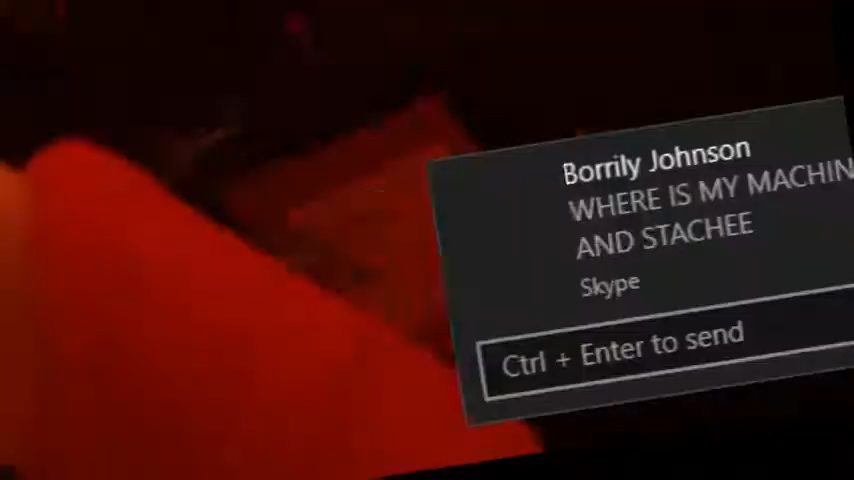 Borrily Johnson
WHERE IS MY MACHIN
AND STACHEE
Skype
Ctrl + Enter to send